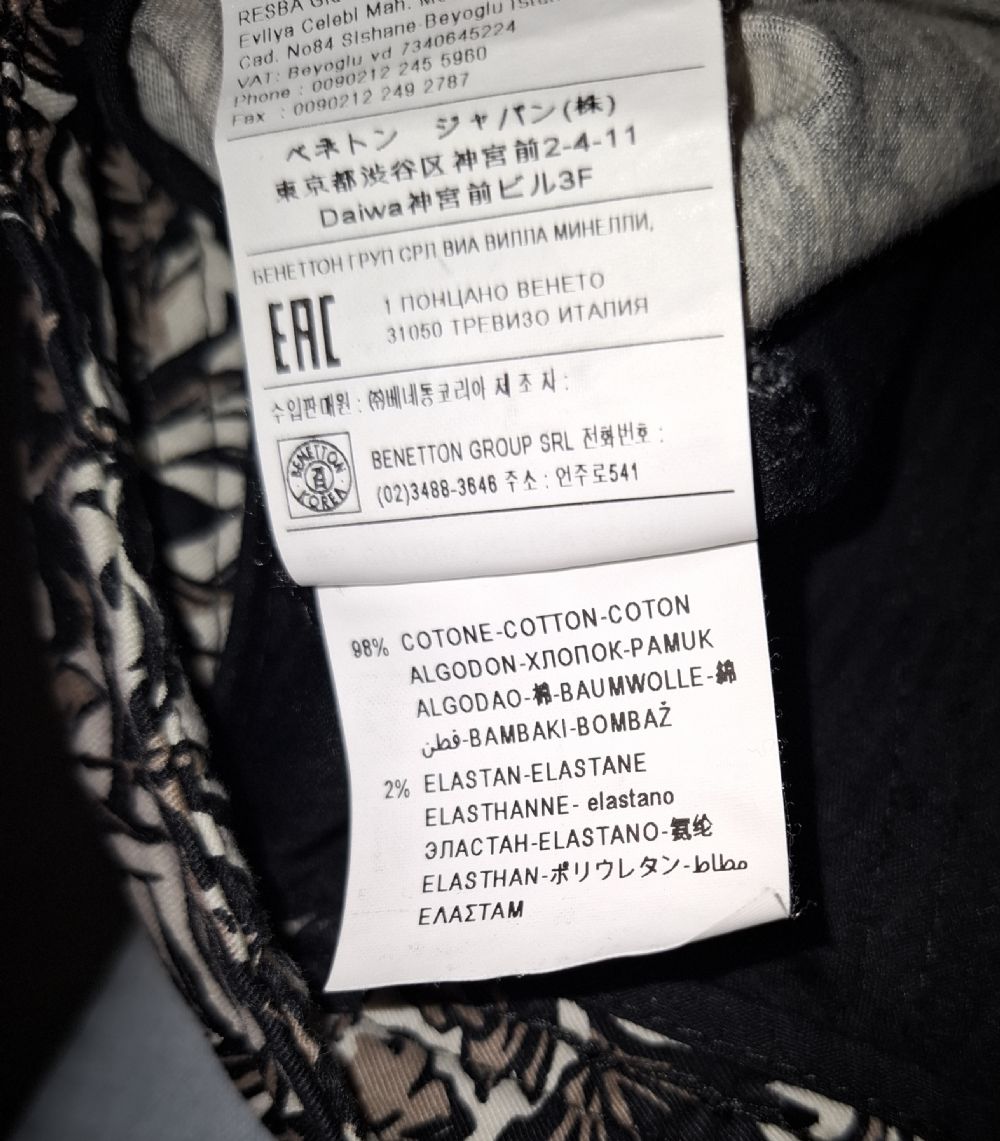 RESBA
Evliya Celebi Mah.
Cad. No84 Sishane-Beyoglu
VAT: Beyoglu vd 7340645224
Phone : 0090212 245 5960
Fax : 0090212 249 2787
ベネトン ジャパン(株)
東京都渋谷区神宮前2-4-11
Daiwa神宮前ビル3F
БЕНЕТТОН ГРУП СРЛ ВИА ВИЛЛА МИНЕЛЛИ,
EAC
1 ПОНЦАНО ВЕНЕТО
31050 ТРЕВИЗО ИТАЛИЯ
수입판매원 : ㈜베네통코리아 제 조 자 :
BENETTON KOREA
BENETTON GROUP SRL 전화번호 :
(02)3488-3646 주소 : 언주로541
98% COTONE-COTTON-COTON
ALGODON-ХЛОПОК-PAMUK
ALGODAO-棉-BAUMWOLLE-綿
قطن-BAMBAKI-BOMBAŻ
2% ELASTAN-ELASTANE
ELASTHANNE- elastano
ЭЛАСТАН-ELASTANO-氨纶
ELASTHAN-ポリウレタン-مطاط
ΕΛΑΣΤΑΜ